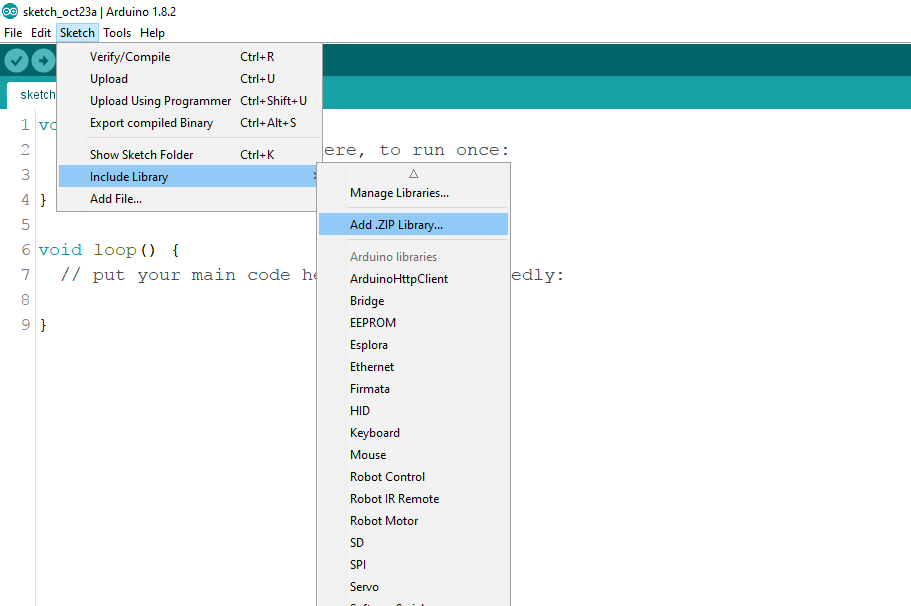 sketch_oct23a | Arduino 1.8.2
File Edit Sketch Tools Help
Verify/Compile Ctrl+R
Upload Ctrl+U
Upload Using Programmer Ctrl+Shift+U
Export compiled Binary Ctrl+Alt+S
Show Sketch Folder Ctrl+K
Include Library
Add File...
sketch
1 vo
2 ere, to run once:
3
4 }
5
6 void loop() {
7 // put your main code he edly:
8
9 }
Manage Libraries...
Add .ZIP Library...
Arduino libraries
ArduinoHttpClient
Bridge
EEPROM
Esplora
Ethernet
Firmata
HID
Keyboard
Mouse
Robot Control
Robot IR Remote
Robot Motor
SD
SPI
Servo